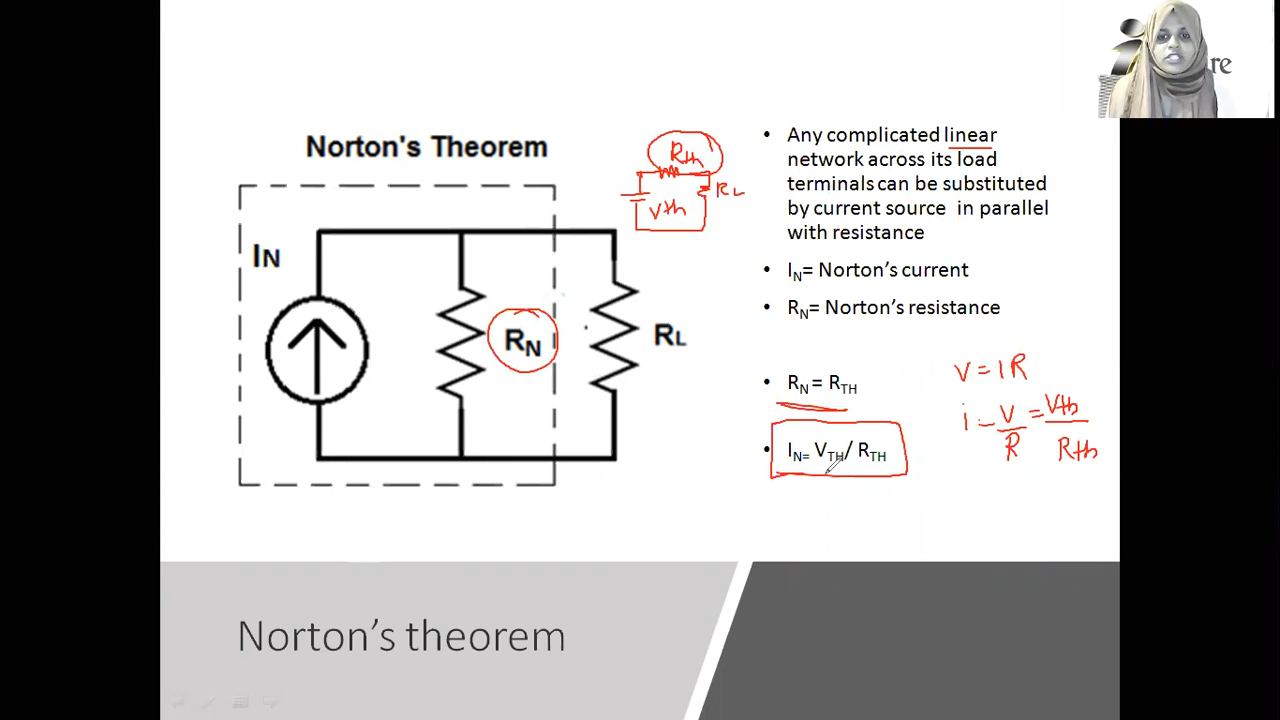 re
Norton's Theorem
Rth
RL
Vth
IN
RN
RL
• Any complicated linear
network across its load
terminals can be substituted
by current source in parallel
with resistance
• IN= Norton's current
• RN= Norton's resistance
• RN = RTH
• IN= VTH/ RTH
V = IR
i = V/R = Vth/Rth
Norton's theorem